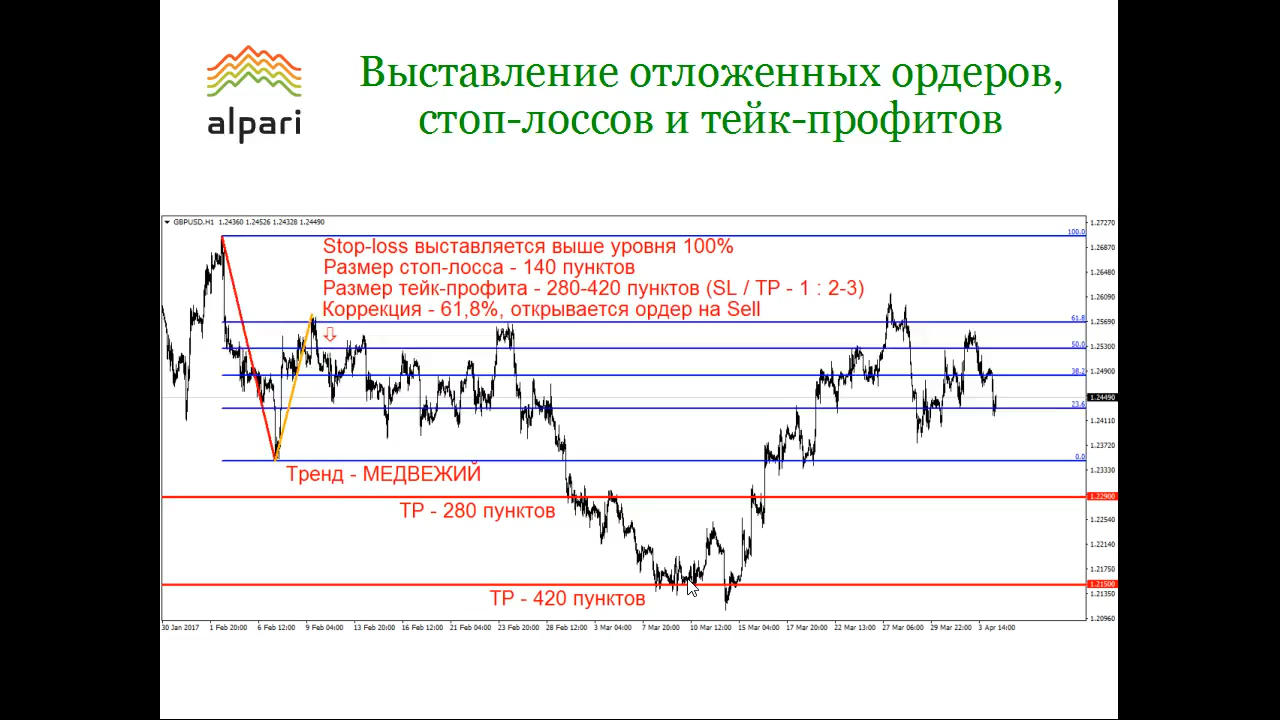 alpari
Выставление отложенных ордеров,
стоп-лоссов и тейк-профитов
GBPUSD,H1 1.24360 1.24526 1.24328 1.24490
Stop-loss выставляется выше уровня 100%
Размер стоп-лосса - 140 пунктов
Размер тейк-профита - 280-420 пунктов (SL / TP - 1 : 2-3)
Коррекция - 61,8%, открывается ордер на Sell
Тренд - МЕДВЕЖИЙ
TP - 280 пунктов
TP - 420 пунктов
100.0
61.8
50.0
38.2
23.6
0.0
1.27270
1.26870
1.26480
1.26090
1.25690
1.25300
1.24900
1.24490
1.24110
1.23720
1.23330
1.22900
1.22540
1.22140
1.21750
1.21500
1.21350
1.20960
30 Jan 2017 1 Feb 20:00 6 Feb 12:00 9 Feb 04:00 13 Feb 20:00 16 Feb 12:00 21 Feb 04:00 23 Feb 20:00 28 Feb 12:00 3 Mar 04:00 7 Mar 20:00 10 Mar 12:00 15 Mar 04:00 17 Mar 20:00 22 Mar 13:00 27 Mar 06:00 29 Mar 22:00 3 Apr 14:00